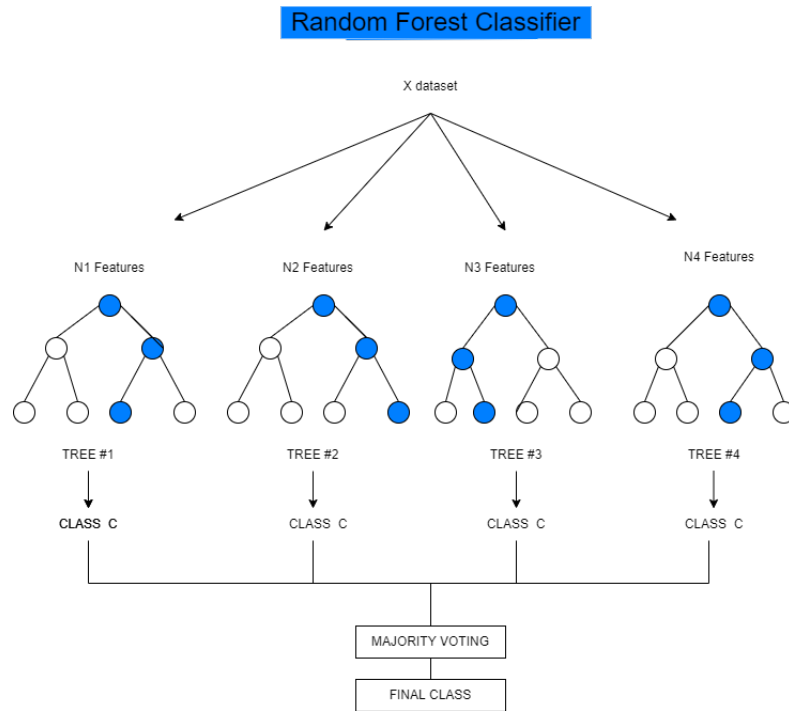 Random Forest Classifier
X dataset
N1 Features
N2 Features
N3 Features
N4 Features
TREE #1
TREE #2
TREE #3
TREE #4
CLASS C
CLASS C
CLASS C
CLASS C
MAJORITY VOTING
FINAL CLASS